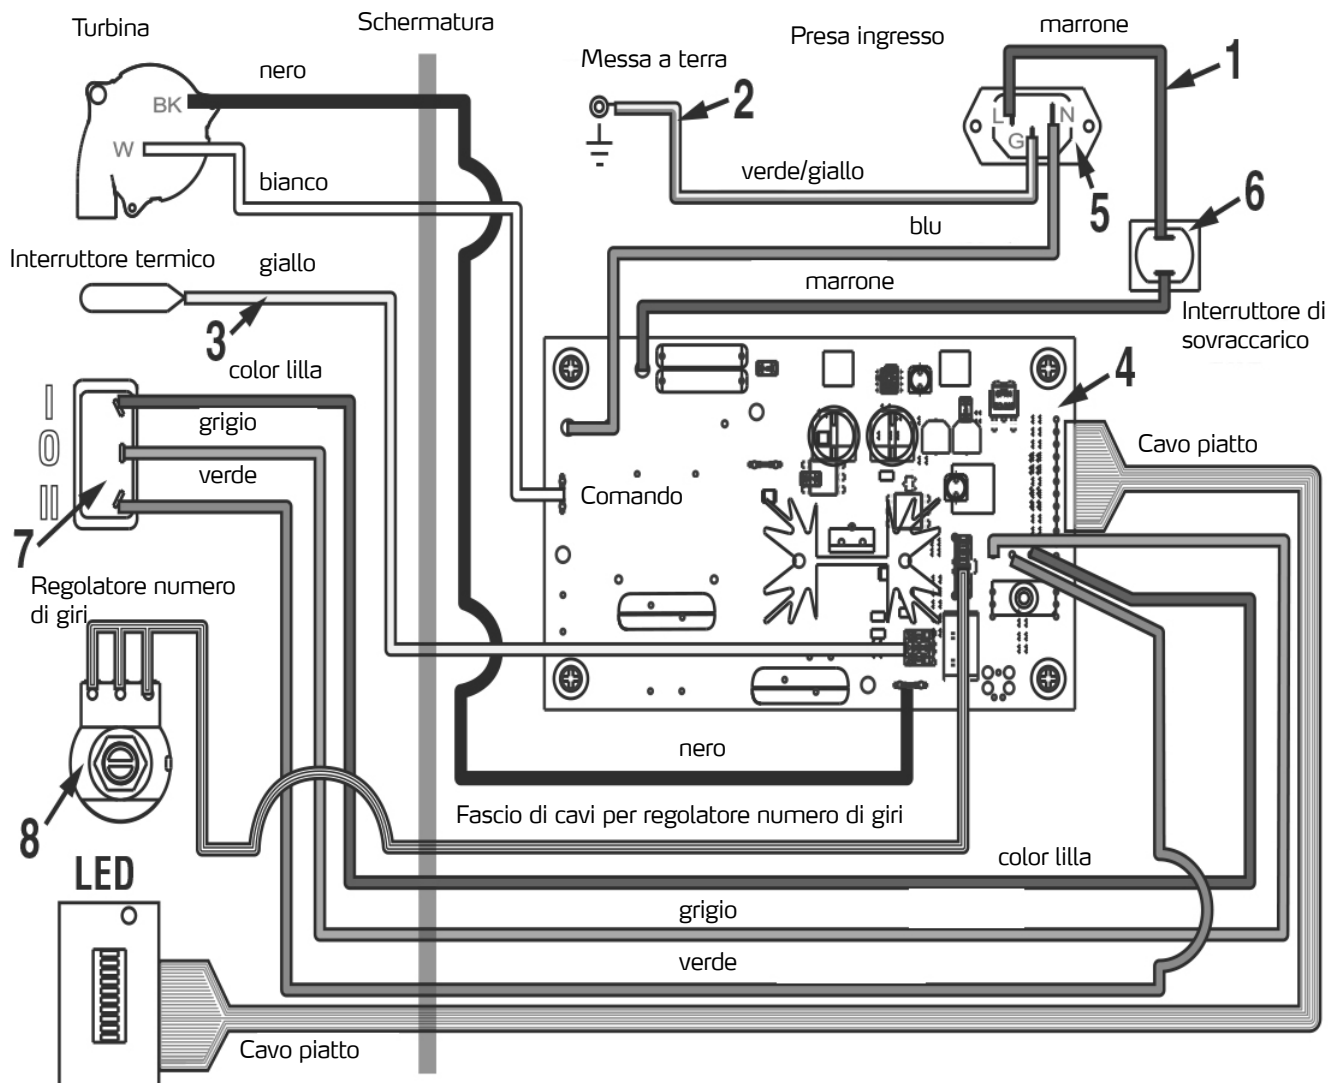 Turbina
Schermatura
Presa ingresso
marrone
nero
Messa a terra
1
2
BK
L
N
G
W
verde/giallo
bianco
5
6
blu
Interruttore termico
giallo
marrone
3
Interruttore di
sovraccarico
color lilla
4
I
grigio
0
Cavo piatto
verde
II
Comando
7
Regolatore numero
di giri
nero
Fascio di cavi per regolatore numero di giri
8
color lilla
LED
grigio
verde
Cavo piatto